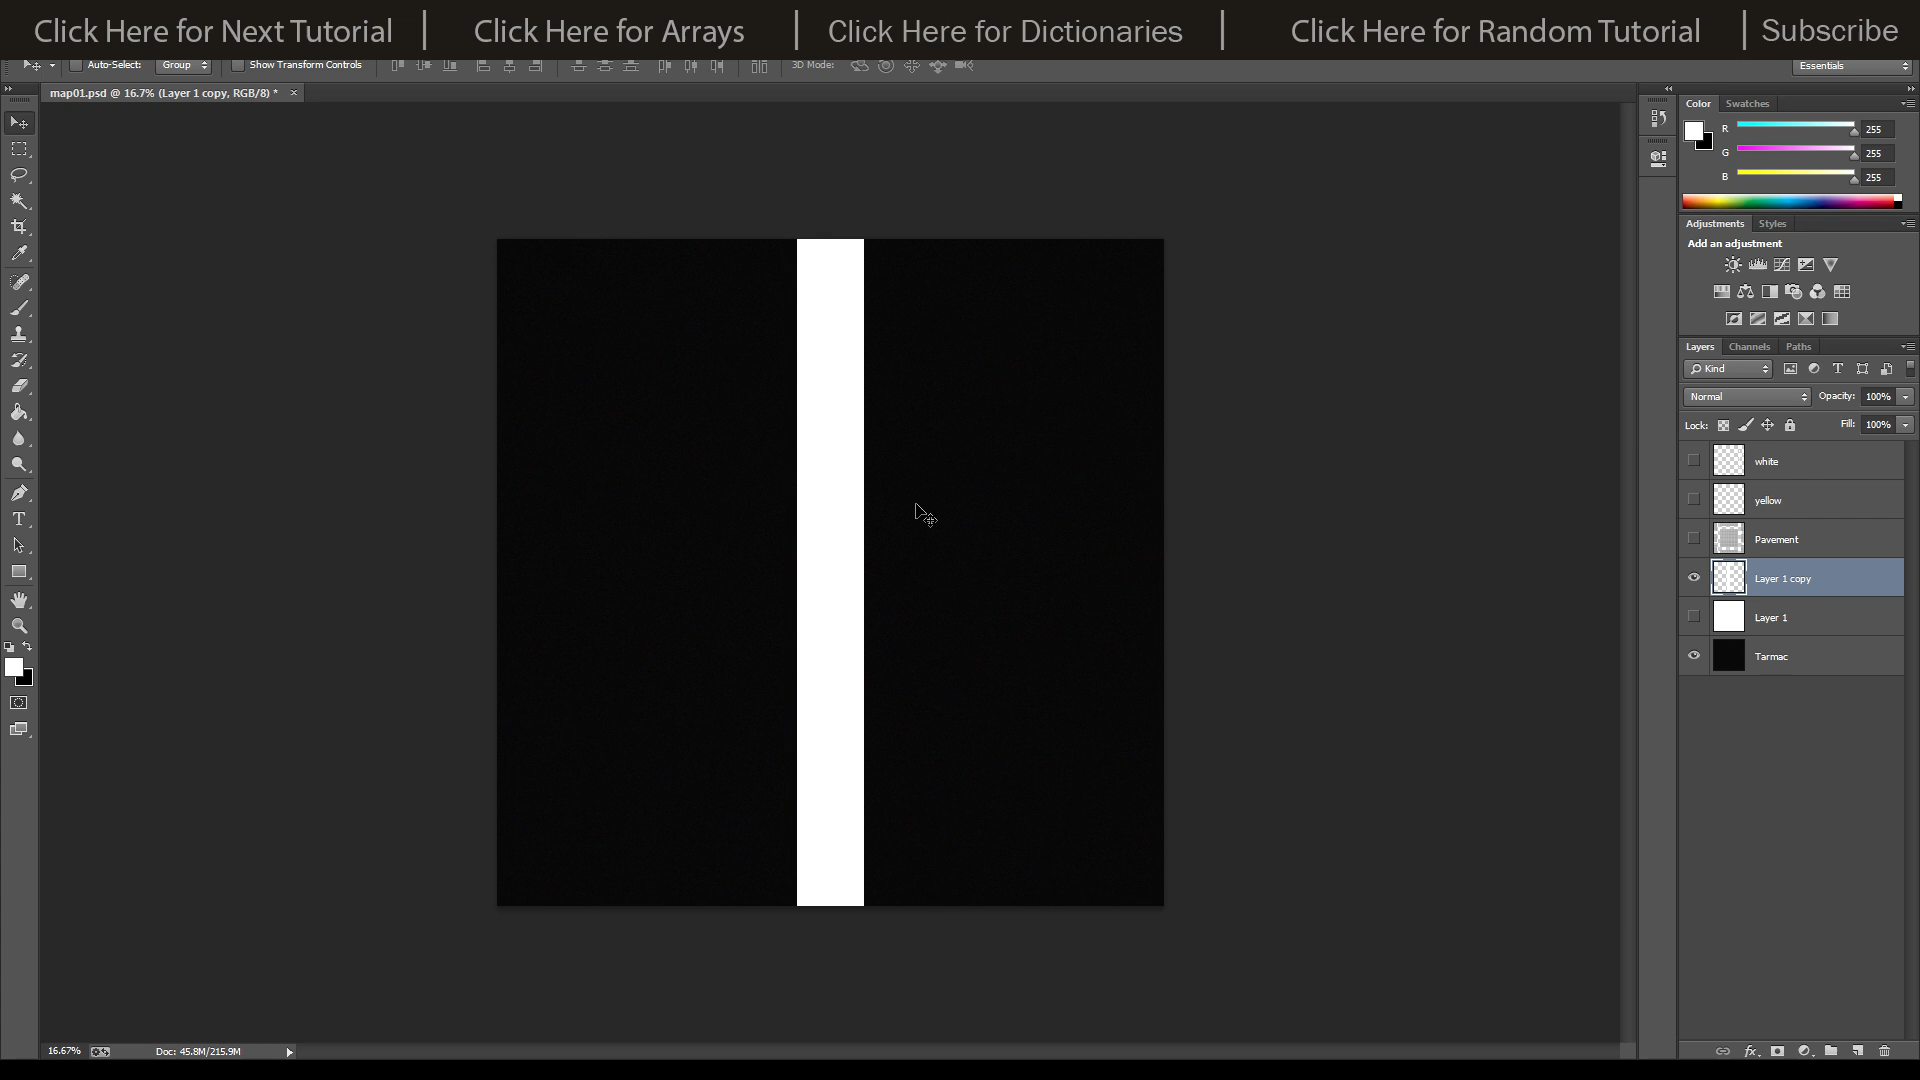 Click Here for Next Tutorial | Click Here for Arrays | Click Here for Dictionaries | Click Here for Random Tutorial | Subscribe
Auto-Select: Group Show Transform Controls 3D Mode: Essentials
map01.psd @ 16.7% (Layer 1 copy, RGB/8) * ×
Color Swatches
R 255
G 255
B 255
Adjustments Styles
Add an adjustment
Layers Channels Paths
Kind
Normal Opacity: 100%
Lock: Fill: 100%
white
yellow
Pavement
Layer 1 copy
Layer 1
Tarmac
16.67% Doc: 45.8M/215.9M
fx